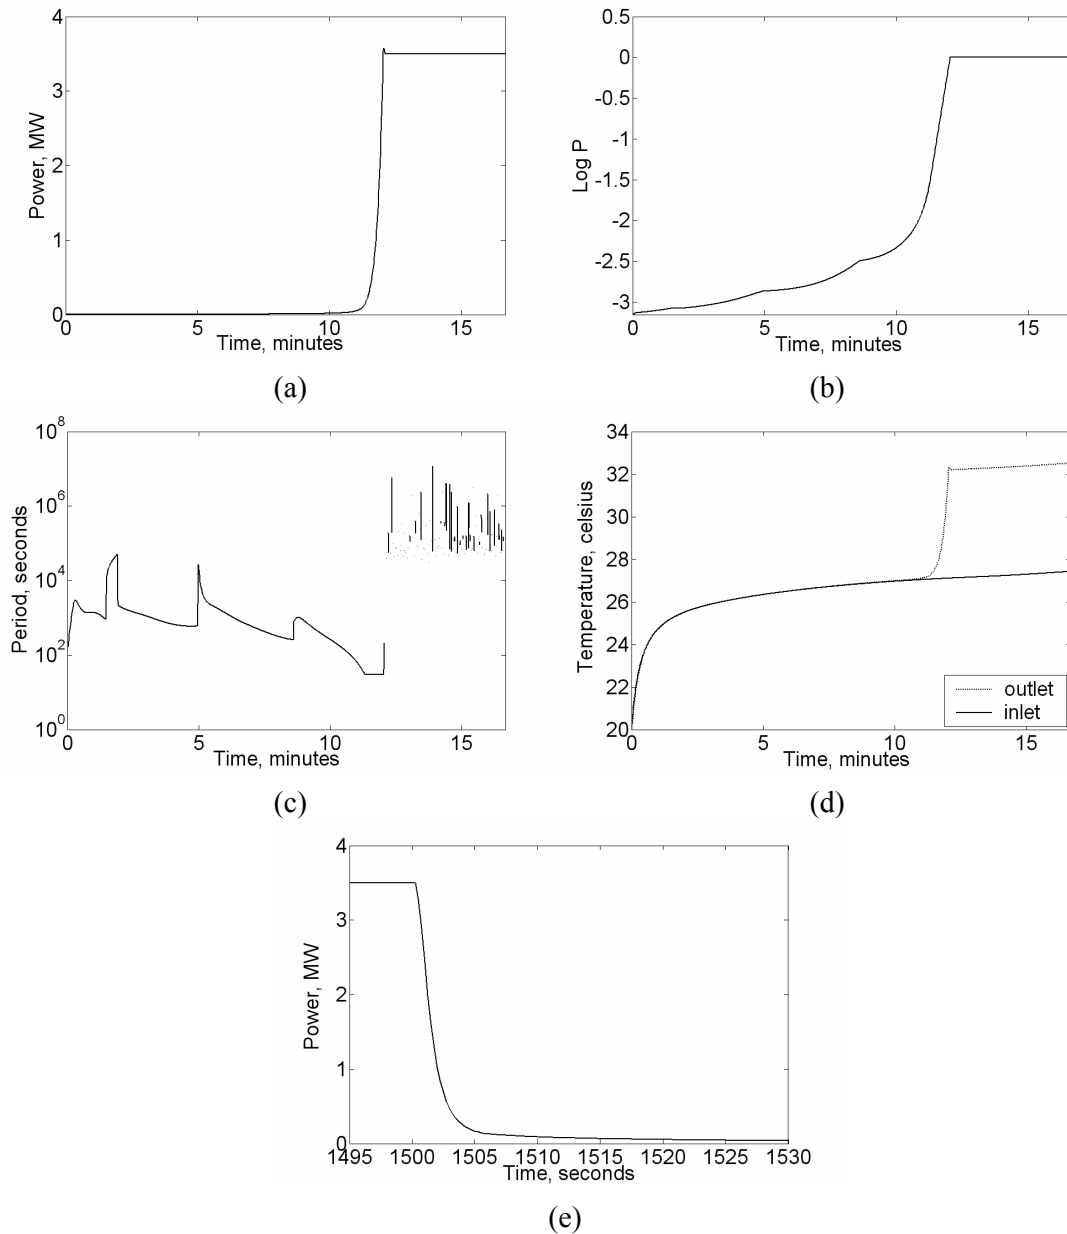 4
3
2
1
0
0
5
10
15
Power, MW
Time, minutes
(a)
0.5
0
-0.5
-1
-1.5
-2
-2.5
-3
0
5
10
15
Log P
Time, minutes
(b)
10^8
10^6
10^4
10^2
10^0
0
5
10
15
Period, seconds
Time, minutes
(c)
34
32
30
28
26
24
22
20
0
5
10
15
Temperature, celsius
Time, minutes
outlet
inlet
(d)
4
3
2
1
0
1495 1500 1505 1510 1515 1520 1525 1530
Power, MW
Time, seconds
(e)